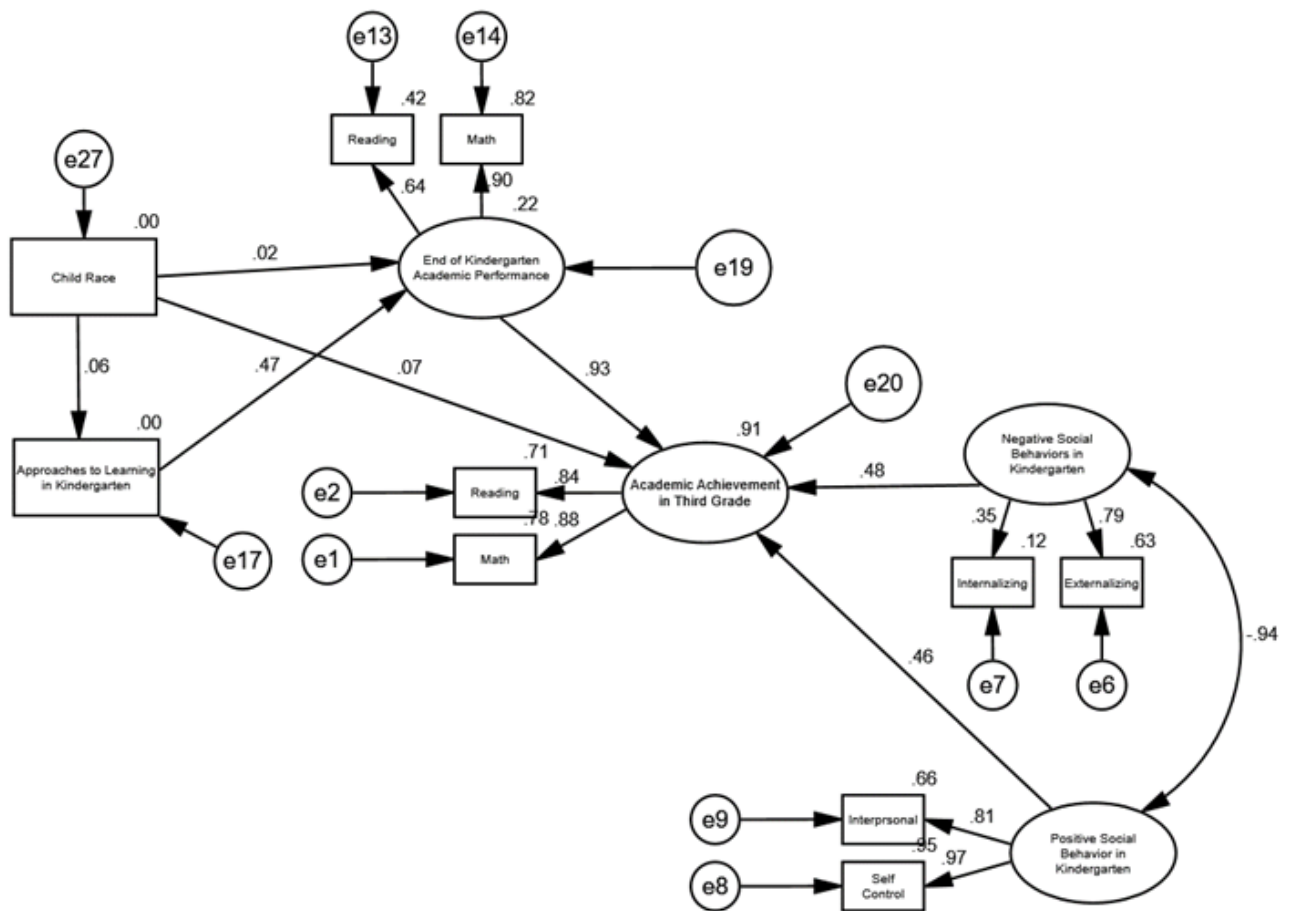 e13
e14
.42
.82
Reading
Math
e27
.64
.90
.22
.00
Child Race
.02
End of Kindergarten
Academic Performance
e19
.06
.47
.07
.93
e20
.00
Approaches to Learning
in Kindergarten
e17
.91
Academic Achievement
in Third Grade
.71
.84
e2
Reading
.78
.88
e1
Math
Negative Social
Behaviors in
Kindergarten
.48
.35
.79
.12
.63
Internalizing
Externalizing
e7
e6
-.94
.46
.66
e9
Interprsonal
.81
.95
.97
e8
Self
Control
Positive Social
Behavior in
Kindergarten